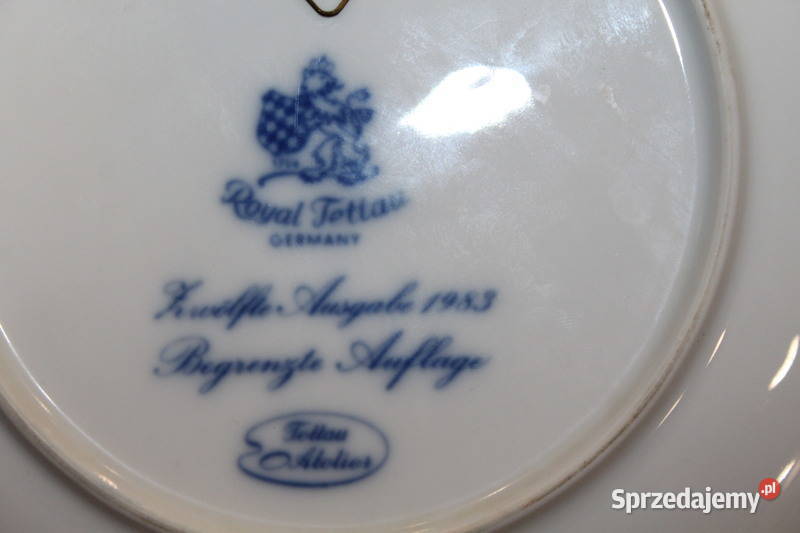 Royal Tettau
GERMANY
Zwölfte Ausgabe 1983
Begrenzte Auflage
Tettau
Atelier
Sprzedajemy.pl